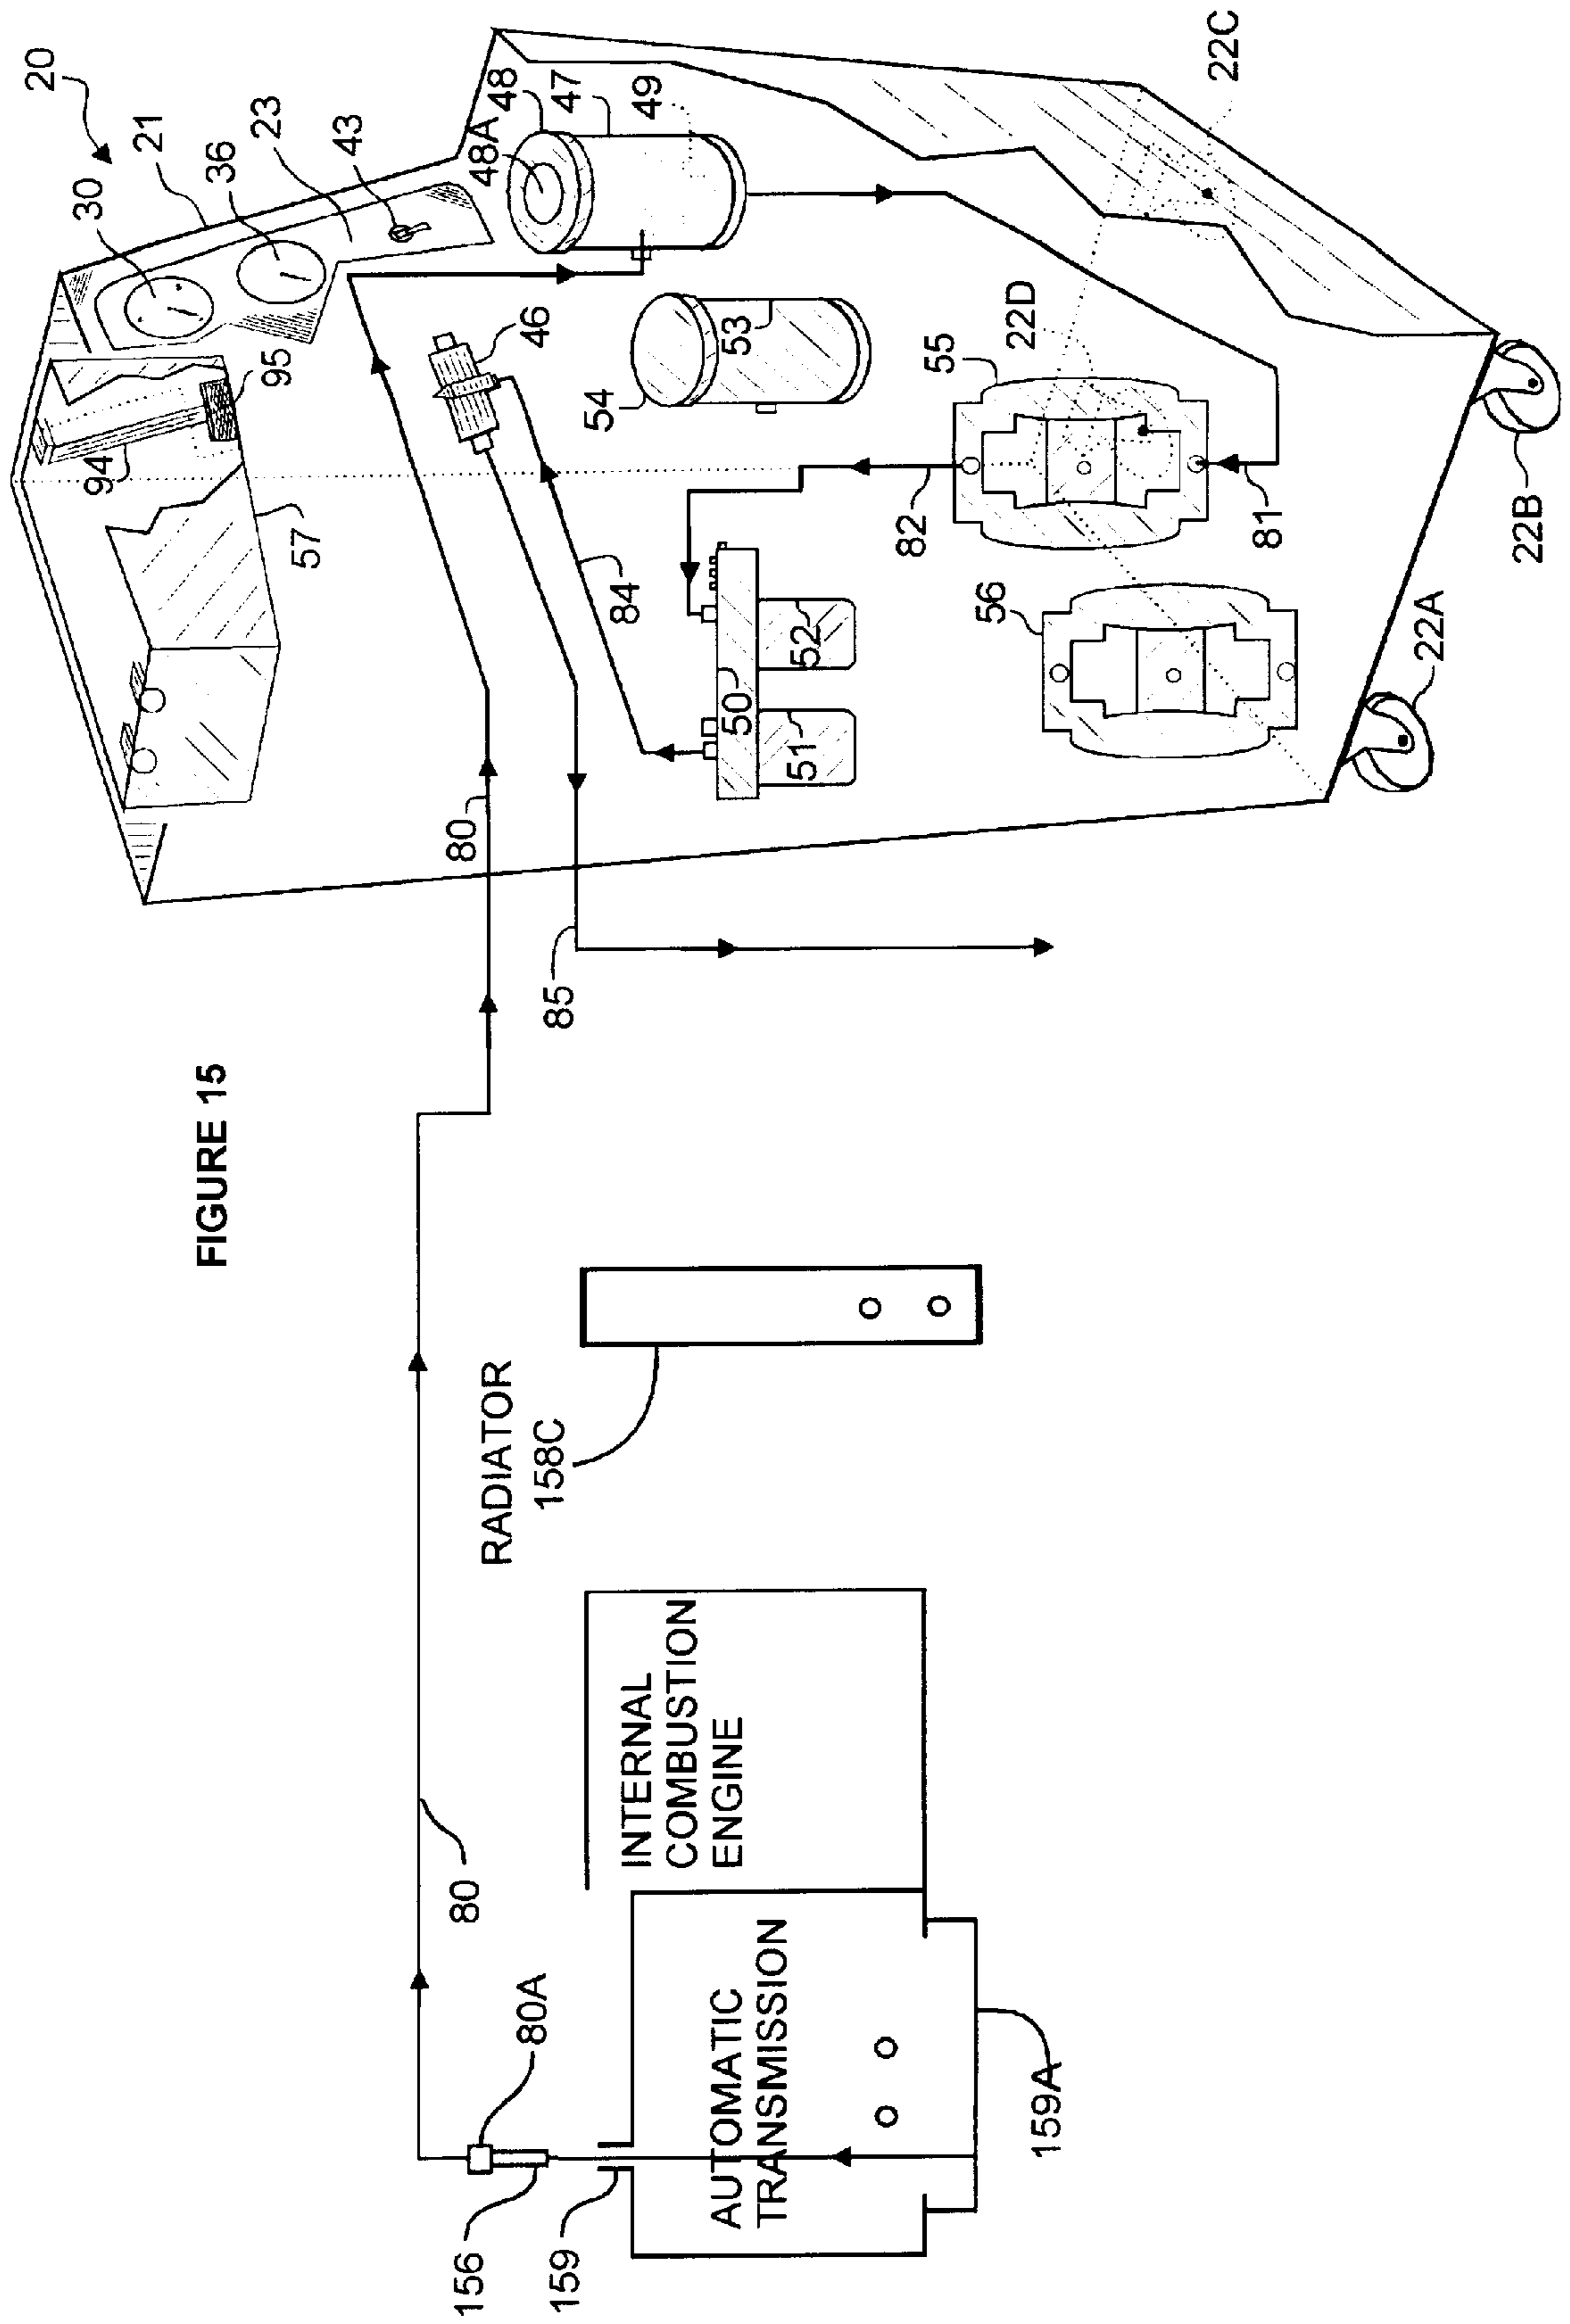 FIGURE 15
20
21
30
36
23
43
48A
48
47
49
94
95
57
46
54
53
80
84
85
50
51
52
82
55
22D
22C
81
56
22A
22B
RADIATOR
158C
80
80A
156
159
INTERNAL
COMBUSTION
ENGINE
AUTOMATIC
TRANSMISSION
159A